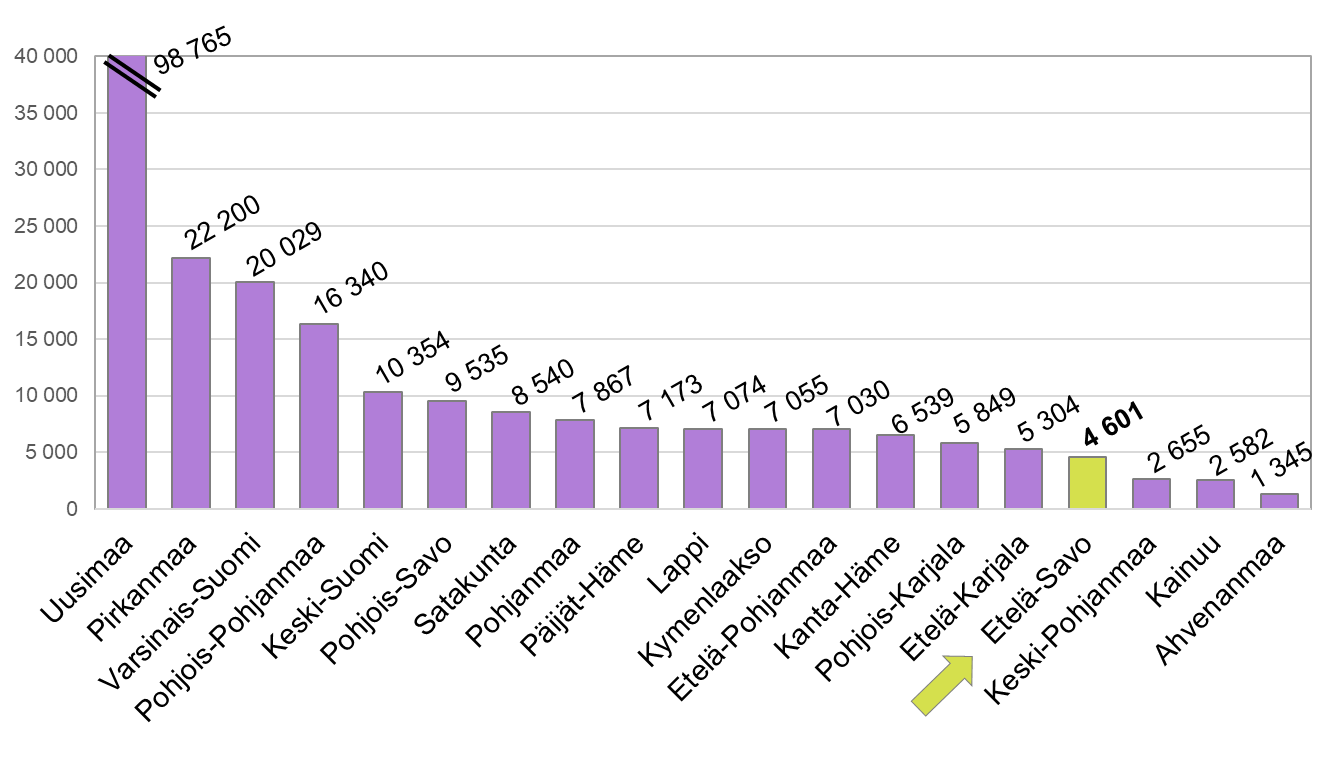 40 000
35 000
30 000
25 000
20 000
15 000
10 000
5 000
0
98 765
22 200
20 029
16 340
10 354
9 535
8 540
7 867
7 173
7 074
7 055
7 030
6 539
5 849
5 304
4 601
2 655
2 582
1 345
Uusimaa
Pirkanmaa
Varsinais-Suomi
Pohjois-Pohjanmaa
Keski-Suomi
Pohjois-Savo
Satakunta
Pohjanmaa
Päijät-Häme
Lappi
Kymenlaakso
Etelä-Pohjanmaa
Kanta-Häme
Pohjois-Karjala
Etelä-Karjala
Etelä-Savo
Keski-Pohjanmaa
Kainuu
Ahvenanmaa